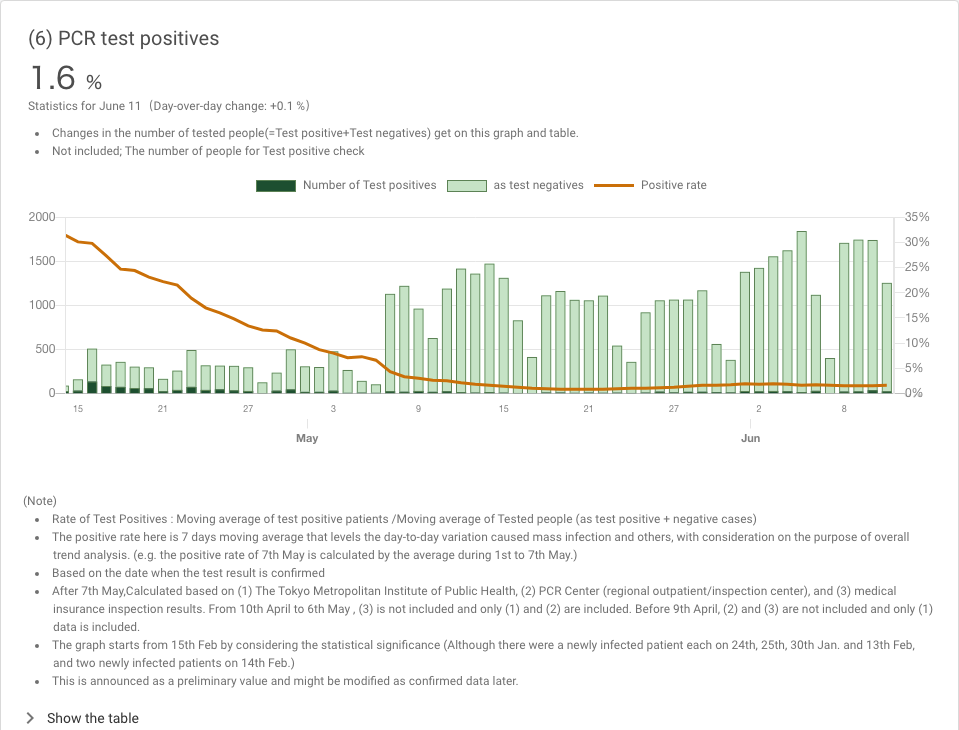 (6) PCR test positives
1.6 %
Statistics for June 11（Day-over-day change: +0.1 %）
Changes in the number of tested people(=Test positive+Test negatives) get on this graph and table.
Not included; The number of people for Test positive check
Number of Test positives as test negatives Positive rate
2000 35%
30%
1500
25%
20%
1000
15%
10%
500
5%
0 0%
15 21 27 3 9 15 21 27 2 8
May Jun
(Note)
Rate of Test Positives : Moving average of test positive patients /Moving average of Tested people (as test positive + negative cases)
The positive rate here is 7 days moving average that levels the day-to-day variation caused mass infection and others, with consideration on the purpose of overall
trend analysis. (e.g. the positive rate of 7th May is calculated by the average during 1st to 7th May.)
Based on the date when the test result is confirmed
After 7th May,Calculated based on (1) The Tokyo Metropolitan Institute of Public Health, (2) PCR Center (regional outpatient/inspection center), and (3) medical
insurance inspection results. From 10th April to 6th May , (3) is not included and only (1) and (2) are included. Before 9th April, (2) and (3) are not included and only (1)
data is included.
The graph starts from 15th Feb by considering the statistical significance (Although there were a newly infected patient each on 24th, 25th, 30th Jan. and 13th Feb,
and two newly infected patients on 14th Feb.)
This is announced as a preliminary value and might be modified as confirmed data later.
Show the table